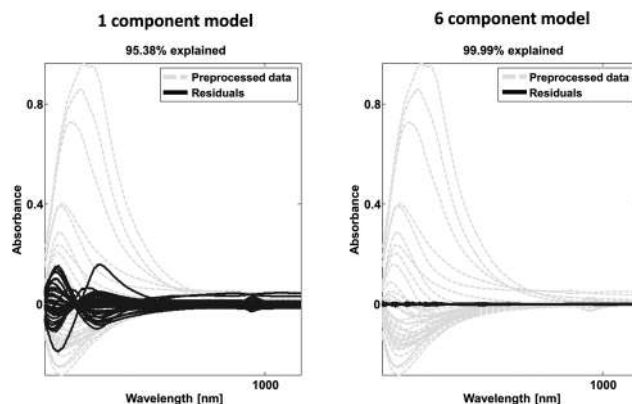 1 component model
95.38% explained
Preprocessed data
Residuals
0.8
0.4
0
Absorbance
1000
Wavelength [nm]
6 component model
99.99% explained
Preprocessed data
Residuals
0.8
0.4
0
Absorbance
1000
Wavelength [nm]